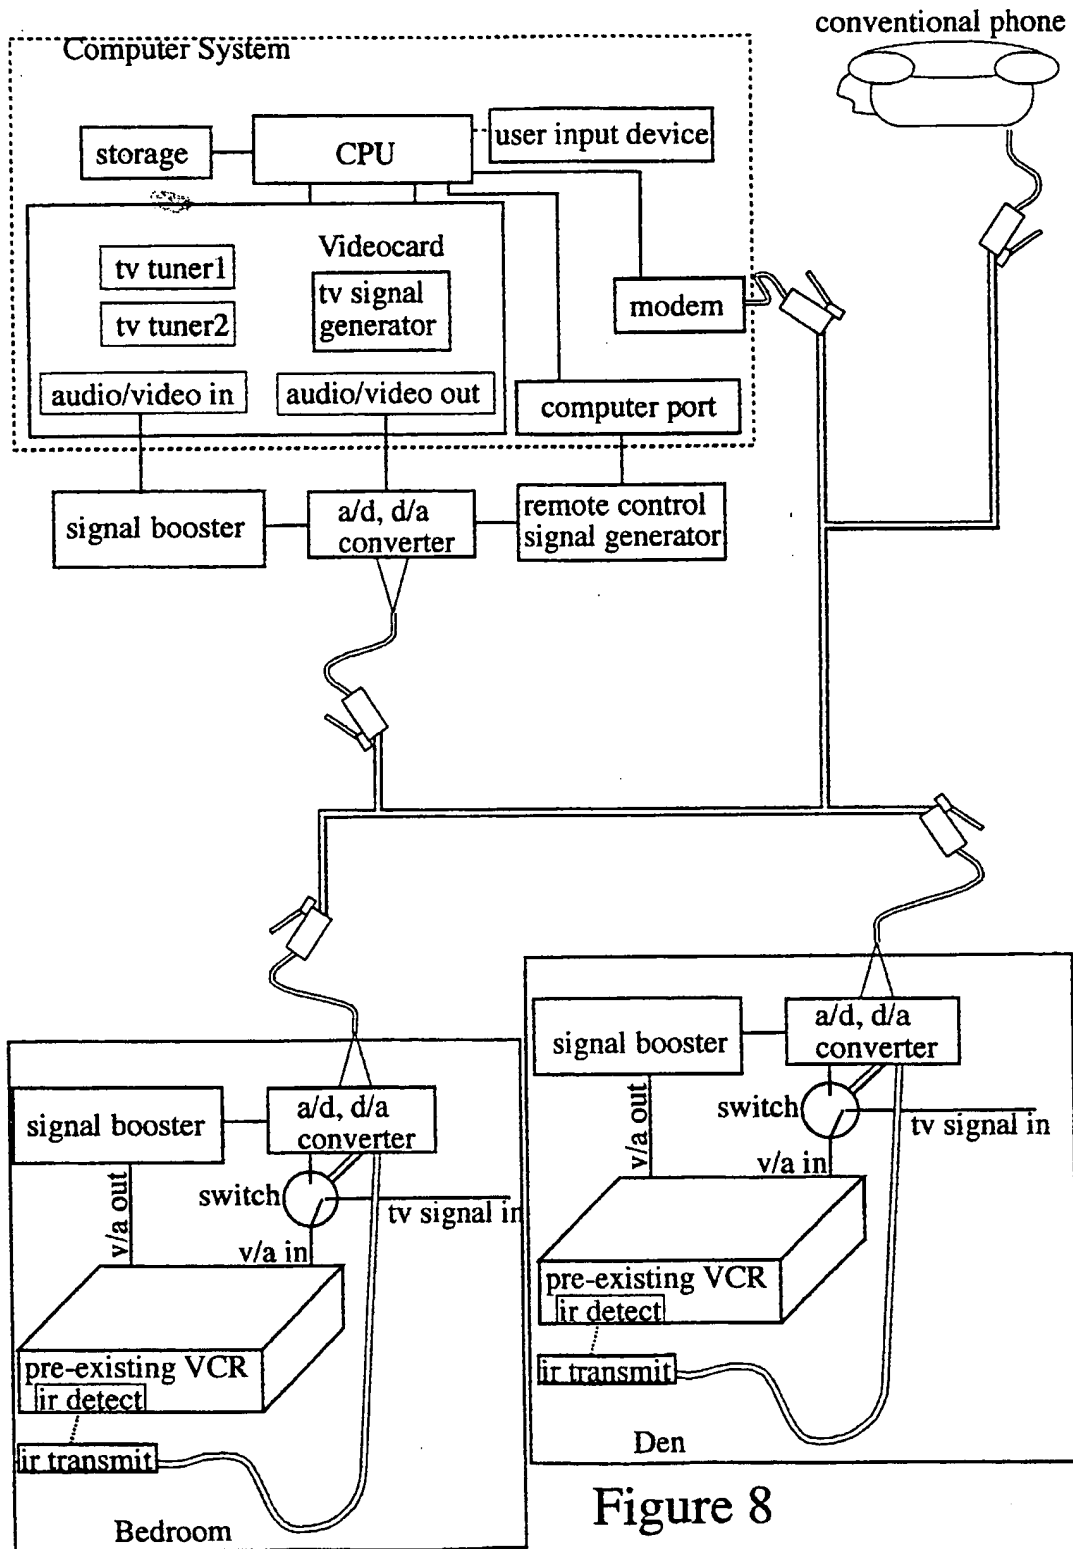 conventional phone
Computer System
storage
CPU
user input device
Videocard
tv tuner1
tv signal
generator
tv tuner2
modem
audio/video in
audio/video out
computer port
signal booster
a/d, d/a
converter
remote control
signal generator
signal booster
a/d, d/a
converter
switch
tv signal in
v/a out
v/a in
pre-existing VCR
ir detect
ir transmit
Den
signal booster
a/d, d/a
converter
switch
tv signal in
v/a out
v/a in
pre-existing VCR
ir detect
ir transmit
Bedroom
Figure 8